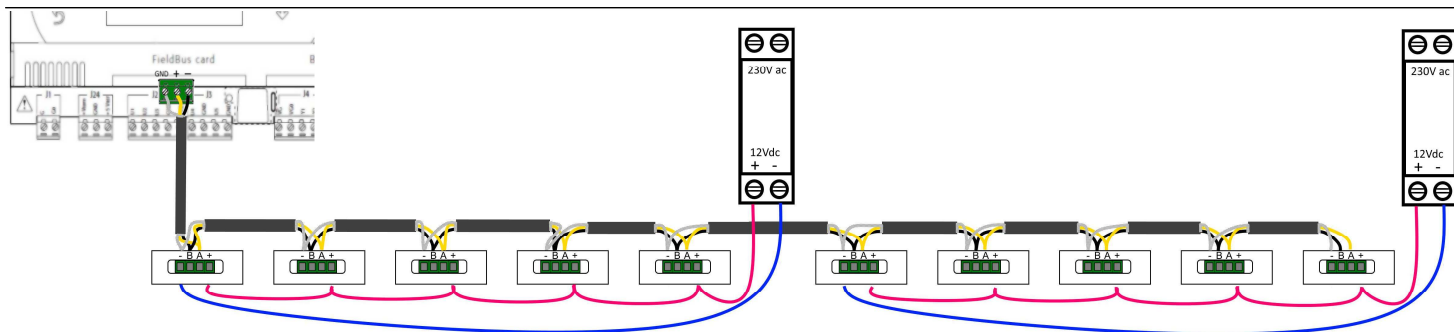 FieldBus card
B
GND + −
J1
J24
J2
J3
J4
230V ac
12Vdc
+ -
230V ac
12Vdc
+ -
- B A +
- B A +
- B A +
- B A +
- B A +
- B A +
- B A +
- B A +
- B A +
- B A +